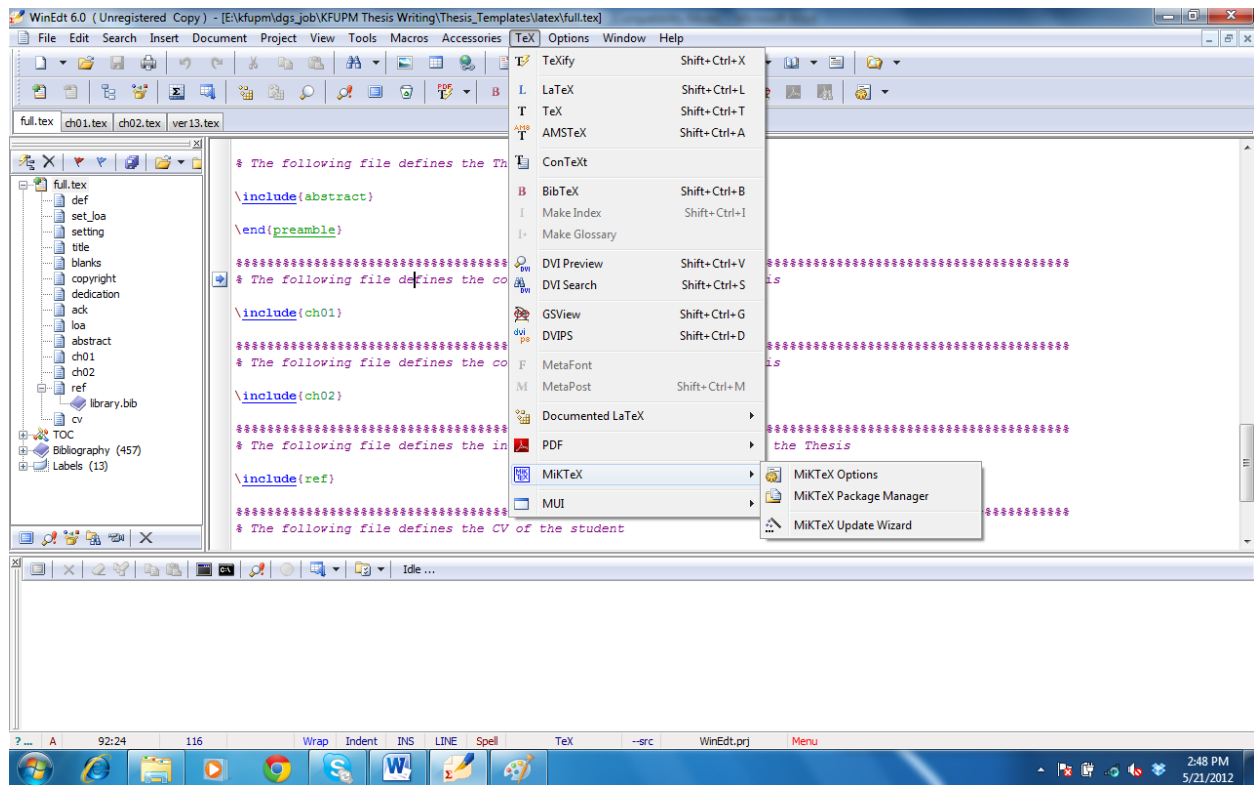 WinEdt 6.0 (Unregistered Copy) - [E:\kfupm\dgs_job\KFUPM Thesis Writing\Thesis_Templates\latex\full.tex]
File Edit Search Insert Document Project View Tools Macros Accessories TeX Options Window Help
full.tex ch01.tex ch02.tex ver13.tex
full.tex
def
set_loa
setting
title
blanks
copyright
dedication
ack
loa
abstract
ch01
ch02
ref
library.bib
cv
TOC
Bibliography (457)
Labels (13)
% The following file defines the Th
\include{abstract}
\end{preamble}
% The following file defines the co is
\include{ch01}
% The following file defines the co is
\include{ch02}
% The following file defines the in the Thesis
\include{ref}
% The following file defines the CV of the student
TeXify Shift+Ctrl+X
LaTeX Shift+Ctrl+L
TeX Shift+Ctrl+T
AMSTeX Shift+Ctrl+A
ConTeXt
BibTeX Shift+Ctrl+B
Make Index Shift+Ctrl+I
Make Glossary
DVI Preview Shift+Ctrl+V
DVI Search Shift+Ctrl+S
GSView Shift+Ctrl+G
DVIPS Shift+Ctrl+D
MetaFont
MetaPost Shift+Ctrl+M
Documented LaTeX
PDF
MiKTeX
MUI
MiKTeX Options
MiKTeX Package Manager
MiKTeX Update Wizard
Idle ...
?... A 92:24 116 Wrap Indent INS LINE Spell TeX --src WinEdt.prj Menu
2:48 PM
5/21/2012